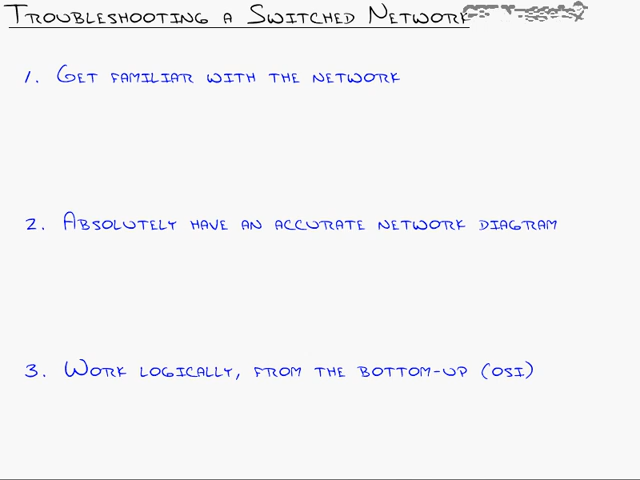 Troubleshooting a Switched Network
1. Get familiar with the network
2. Absolutely have an accurate network diagram
3. Work logically, from the bottom-up (OSI)